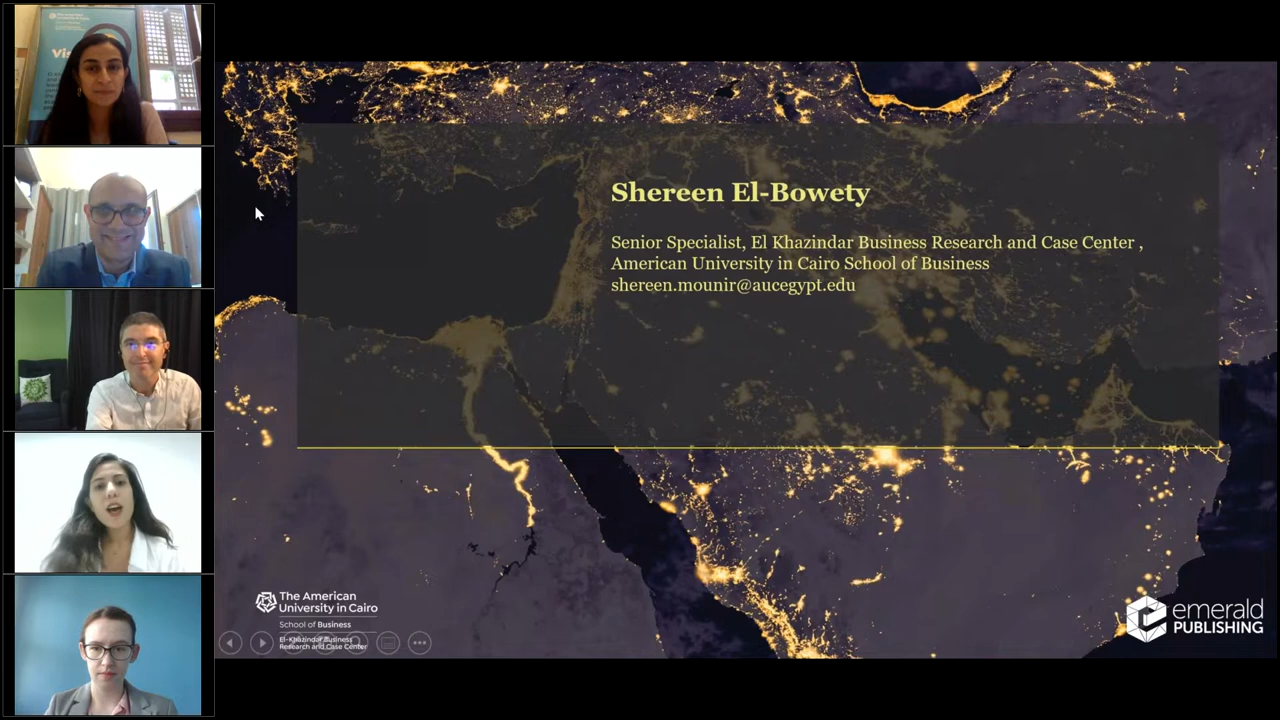 Vis
Shereen El-Bowety
Senior Specialist, El Khazindar Business Research and Case Center ,
American University in Cairo School of Business
shereen.mounir@aucegypt.edu
The American
University in Cairo
School of Business
El-Khazindar Business
Research and Case Center
emerald
PUBLISHING